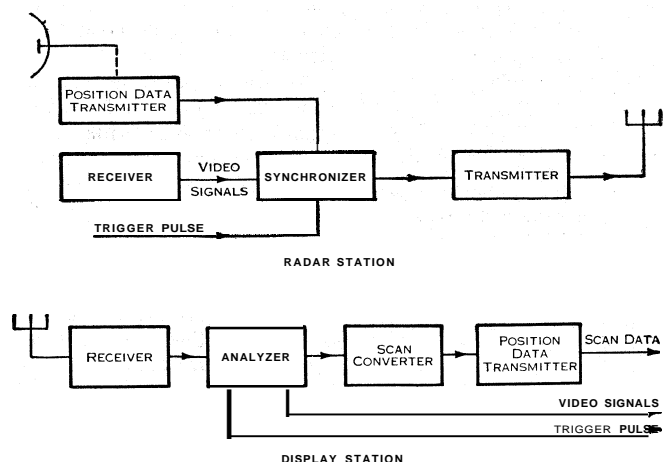 POSITION DATA
TRANSMITTER
RECEIVER
VIDEO
SIGNALS
SYNCHRONIZER
TRANSMITTER
TRIGGER PULSE
RADAR STATION
RECEIVER
ANALYZER
SCAN
CONVERTER
POSITION
DATA
TRANSMITTER
SCAN DATA
VIDEO SIGNALS
TRIGGER PULSE
DISPLAY STATION